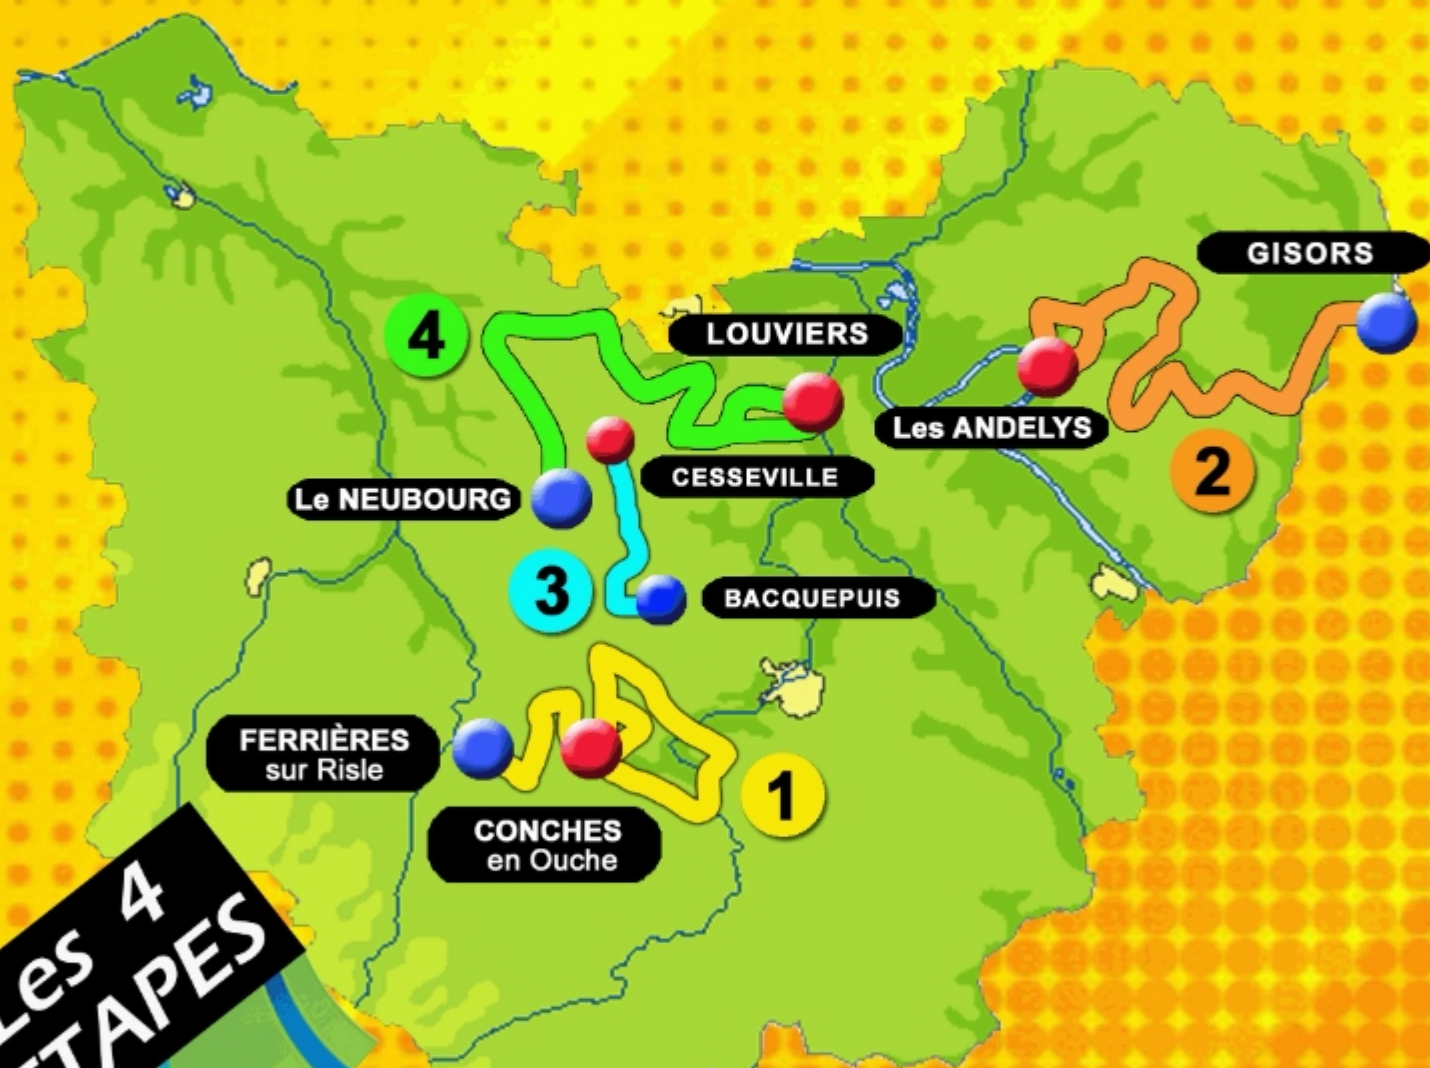 GISORS
4
LOUVIERS
Les ANDELYS
2
CESSEVILLE
Le NEUBOURG
3
BACQUEPUIS
FERRIÈRES
sur Risle
1
CONCHES
en Ouche
Les 4
ETAPES